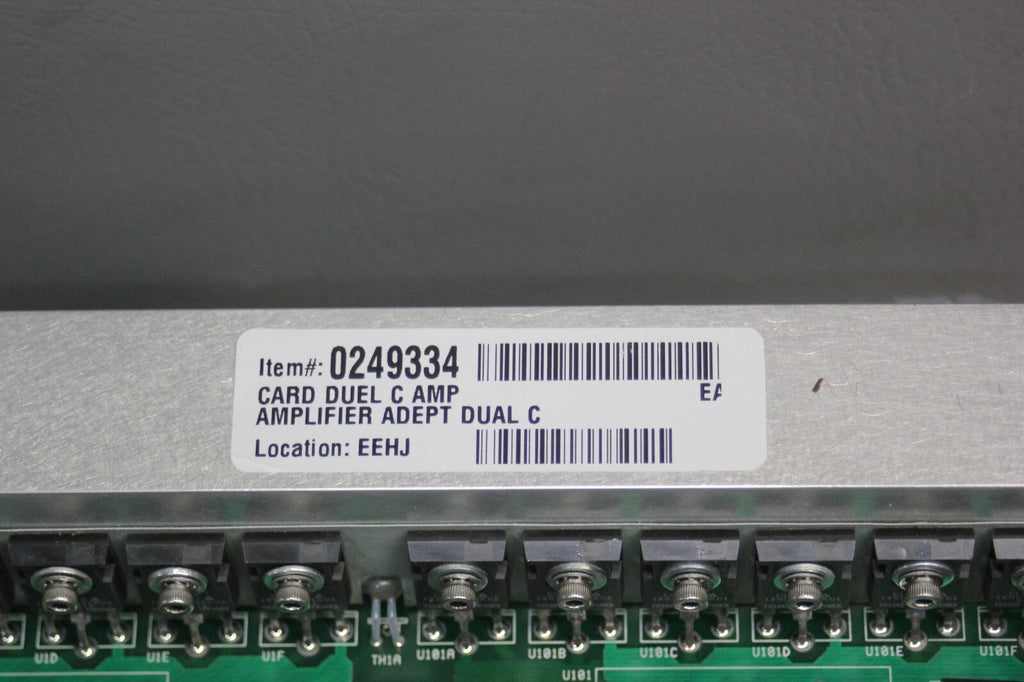 Item#: 0249334
CARD DUEL C AMP EA
AMPLIFIER ADEPT DUAL C
Location: EEHJ
U1D U1E U1F TH1A U101A U101B U101C U101D U101E U101F
U101